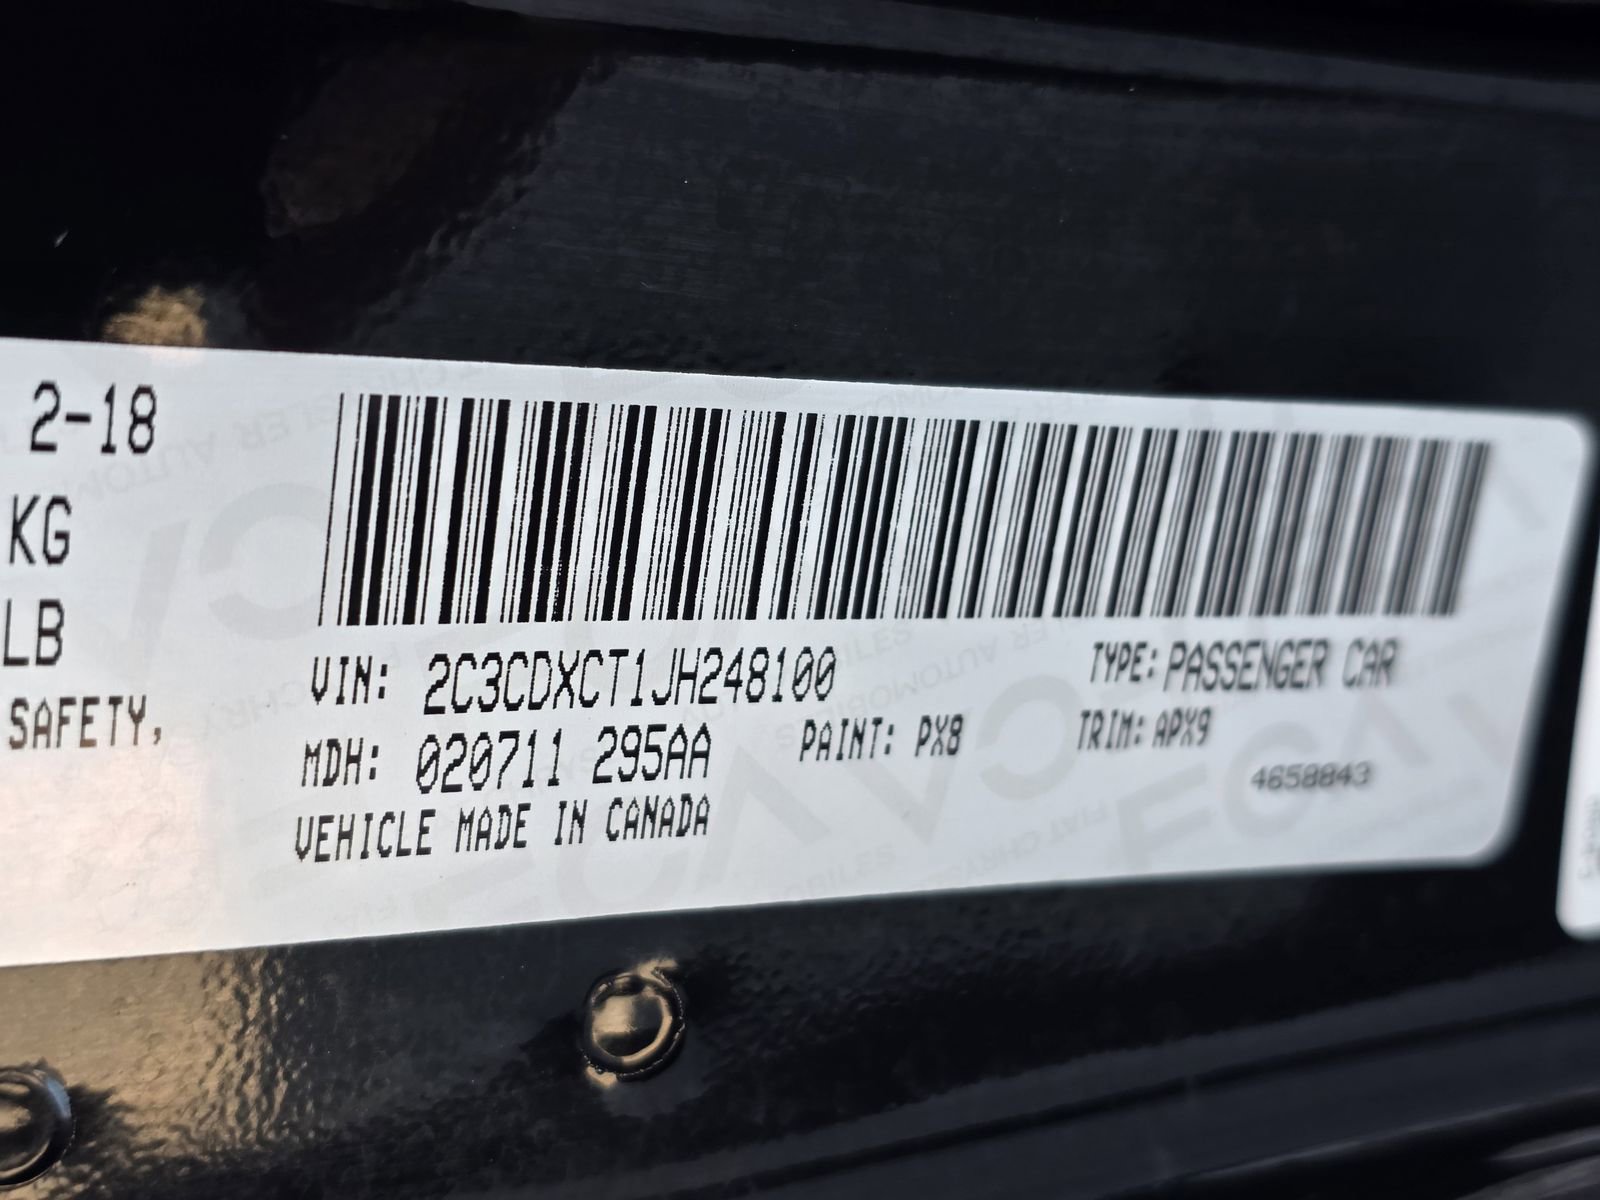 2-18
KG
LB
SAFETY,
VIN: 2C3CDXCT1JH248100
TYPE: PASSENGER CAR
MDH: 020711 295AA
PAINT: PX8
TRIM: APX9
VEHICLE MADE IN CANADA
4658843